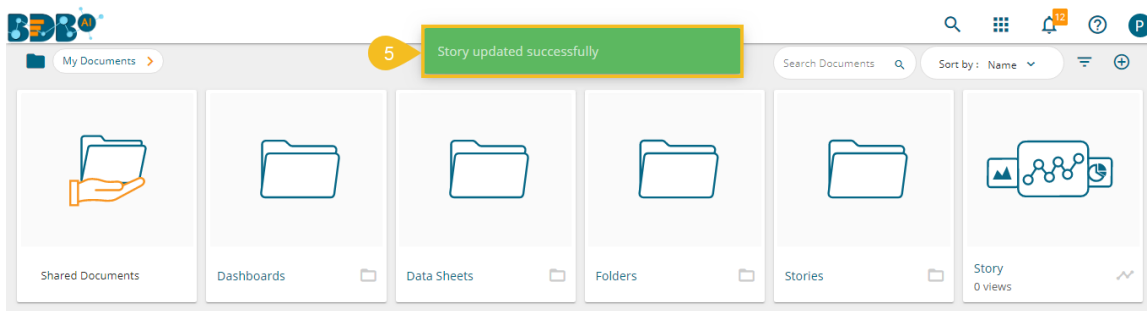 BDB AI
12
P
5
Story updated successfully
My Documents
Search Documents
Sort by : Name
Shared Documents
Dashboards
Data Sheets
Folders
Stories
Story
0 views